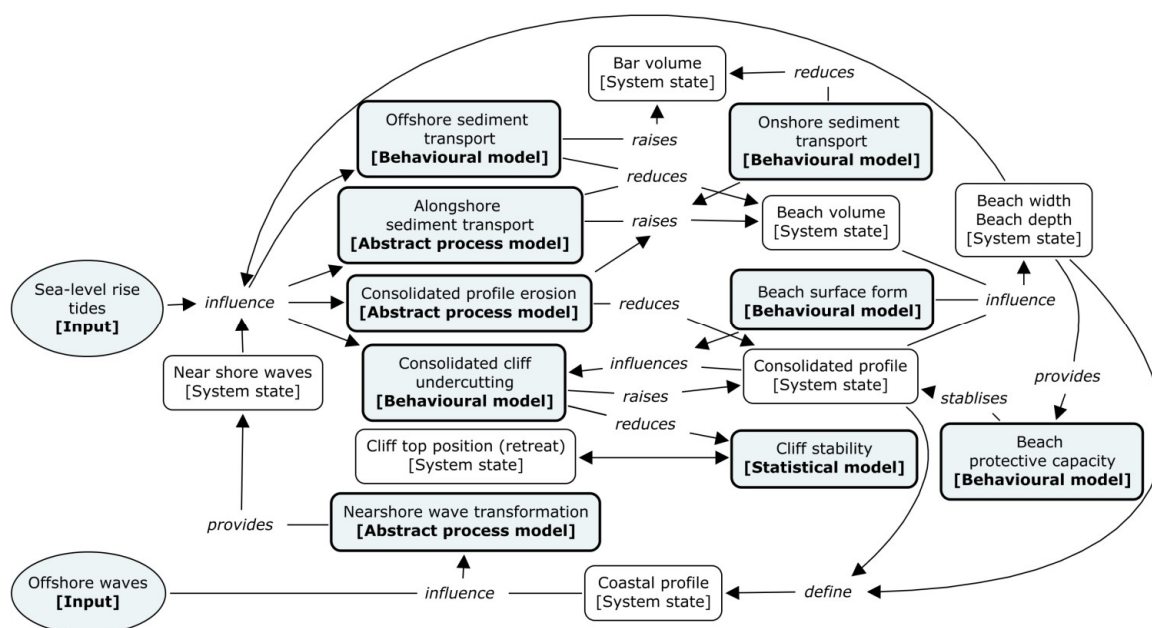 Bar volume
[System state]
reduces
Offshore sediment
transport
[Behavioural model]
raises
Onshore sediment
transport
[Behavioural model]
reduces
Alongshore
sediment transport
[Abstract process model]
raises
Beach volume
[System state]
Beach width
Beach depth
[System state]
Sea-level rise
tides
[Input]
influence
Consolidated profile erosion
[Abstract process model]
reduces
Beach surface form
[Behavioural model]
influence
Near shore waves
[System state]
Consolidated cliff
undercutting
[Behavioural model]
influences
raises
reduces
Consolidated profile
[System state]
provides
stablises
Cliff top position (retreat)
[System state]
Cliff stability
[Statistical model]
Beach
protective capacity
[Behavioural model]
provides
Nearshore wave transformation
[Abstract process model]
Offshore waves
[Input]
influence
Coastal profile
[System state]
define